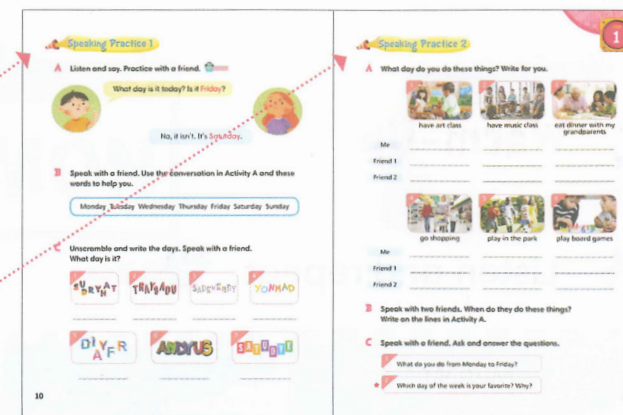 Speaking Practice 1
A Listen and say. Practice with a friend.
What day is it today? Is it Friday?
No, it isn't. It's Saturday.
B Speak with a friend. Use the conversation in Activity A and these
words to help you.
Monday Tuesday Wednesday Thursday Friday Saturday Sunday
C Unscramble and write the days. Speak with a friend.
What day is it?
YONMAD
ANDYUS
10
Speaking Practice 2
1
A What day do you do these things? Write for you.
have art class
have music class
eat dinner with my
grandparents
Me
Friend 1
Friend 2
go shopping
play in the park
play board games
Me
Friend 1
Friend 2
B Speak with two friends. When do they do these things?
Write on the lines in Activity A.
C Speak with a friend. Ask and answer the questions.
What do you do from Monday to Friday?
Which day of the week is your favorite? Why?